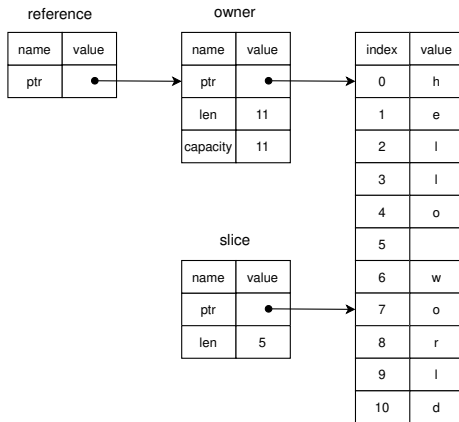 reference
name value
ptr
owner
name value
ptr
len 11
capacity 11
slice
name value
ptr
len 5
index value
0 h
1 e
2 l
3 l
4 o
5
6 w
7 o
8 r
9 l
10 d